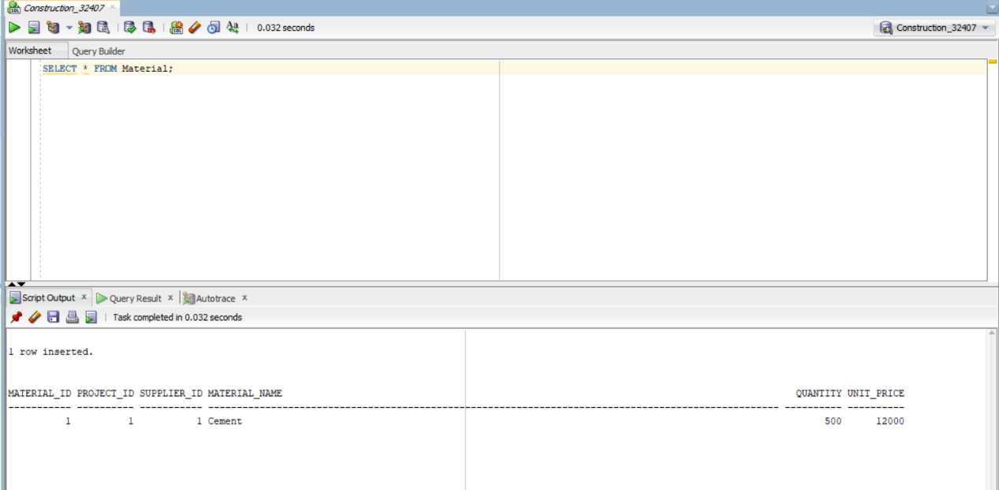 Construction_32407
0.032 seconds
Construction_32407
Worksheet Query Builder
SELECT * FROM Material;
Script Output x Query Result x Autotrace x
Task completed in 0.032 seconds
1 row inserted.
MATERIAL_ID PROJECT_ID SUPPLIER_ID MATERIAL_NAME QUANTITY UNIT_PRICE
----------- ---------- ----------- ---------------------------------------------------------------------------------------------------- ---------- ----------
1 1 1 Cement 500 12000